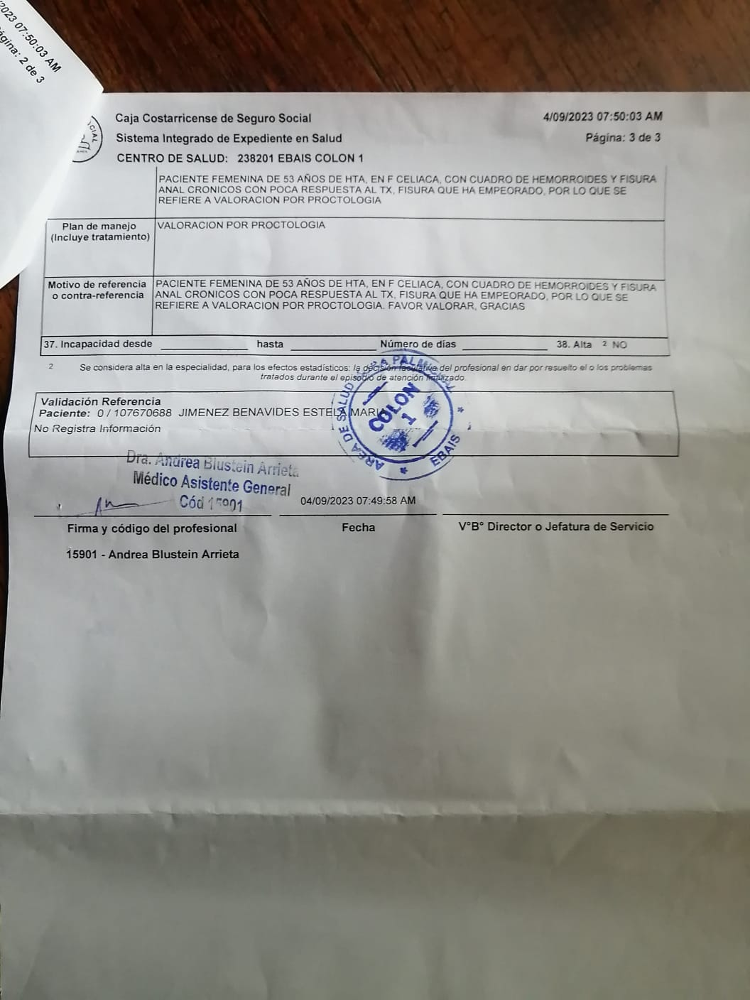 2023 07:50:03 AM
ágina: 2 de 3
CIAL
Caja Costarricense de Seguro Social
4/09/2023 07:50:03 AM
Sistema Integrado de Expediente en Salud
Página: 3 de 3
CENTRO DE SALUD: 238201 EBAIS COLON 1
PACIENTE FEMENINA DE 53 AÑOS DE HTA, EN F CELIACA, CON CUADRO DE HEMORROIDES Y FISURA
ANAL CRONICOS CON POCA RESPUESTA AL TX, FISURA QUE HA EMPEORADO, POR LO QUE SE
REFIERE A VALORACION POR PROCTOLOGIA
Plan de manejo
(Incluye tratamiento)
VALORACION POR PROCTOLOGIA
Motivo de referencia
o contra-referencia
PACIENTE FEMENINA DE 53 AÑOS DE HTA, EN F CELIACA, CON CUADRO DE HEMORROIDES Y FISURA
ANAL CRONICOS CON POCA RESPUESTA AL TX, FISURA QUE HA EMPEORADO, POR LO QUE SE
REFIERE A VALORACION POR PROCTOLOGIA. FAVOR VALORAR, GRACIAS
37. Incapacidad desde hasta Número de días 38. Alta 2 NO
2 Se considera alta en la especialidad, para los efectos estadísticos: la decisión del profesional en dar por resuelto el o los problemas
tratados durante el episodio de atención finalizado.
Validación Referencia
Paciente: 0 / 107670688 JIMENEZ BENAVIDES ESTELA MARIA
No Registra Información
AREA DE SALUD
COLON
1
EBAIS
Dra. Andrea Blustein Arrieta
Médico Asistente General
Cód 15901
04/09/2023 07:49:58 AM
Firma y código del profesional
Fecha
V°B° Director o Jefatura de Servicio
15901 - Andrea Blustein Arrieta